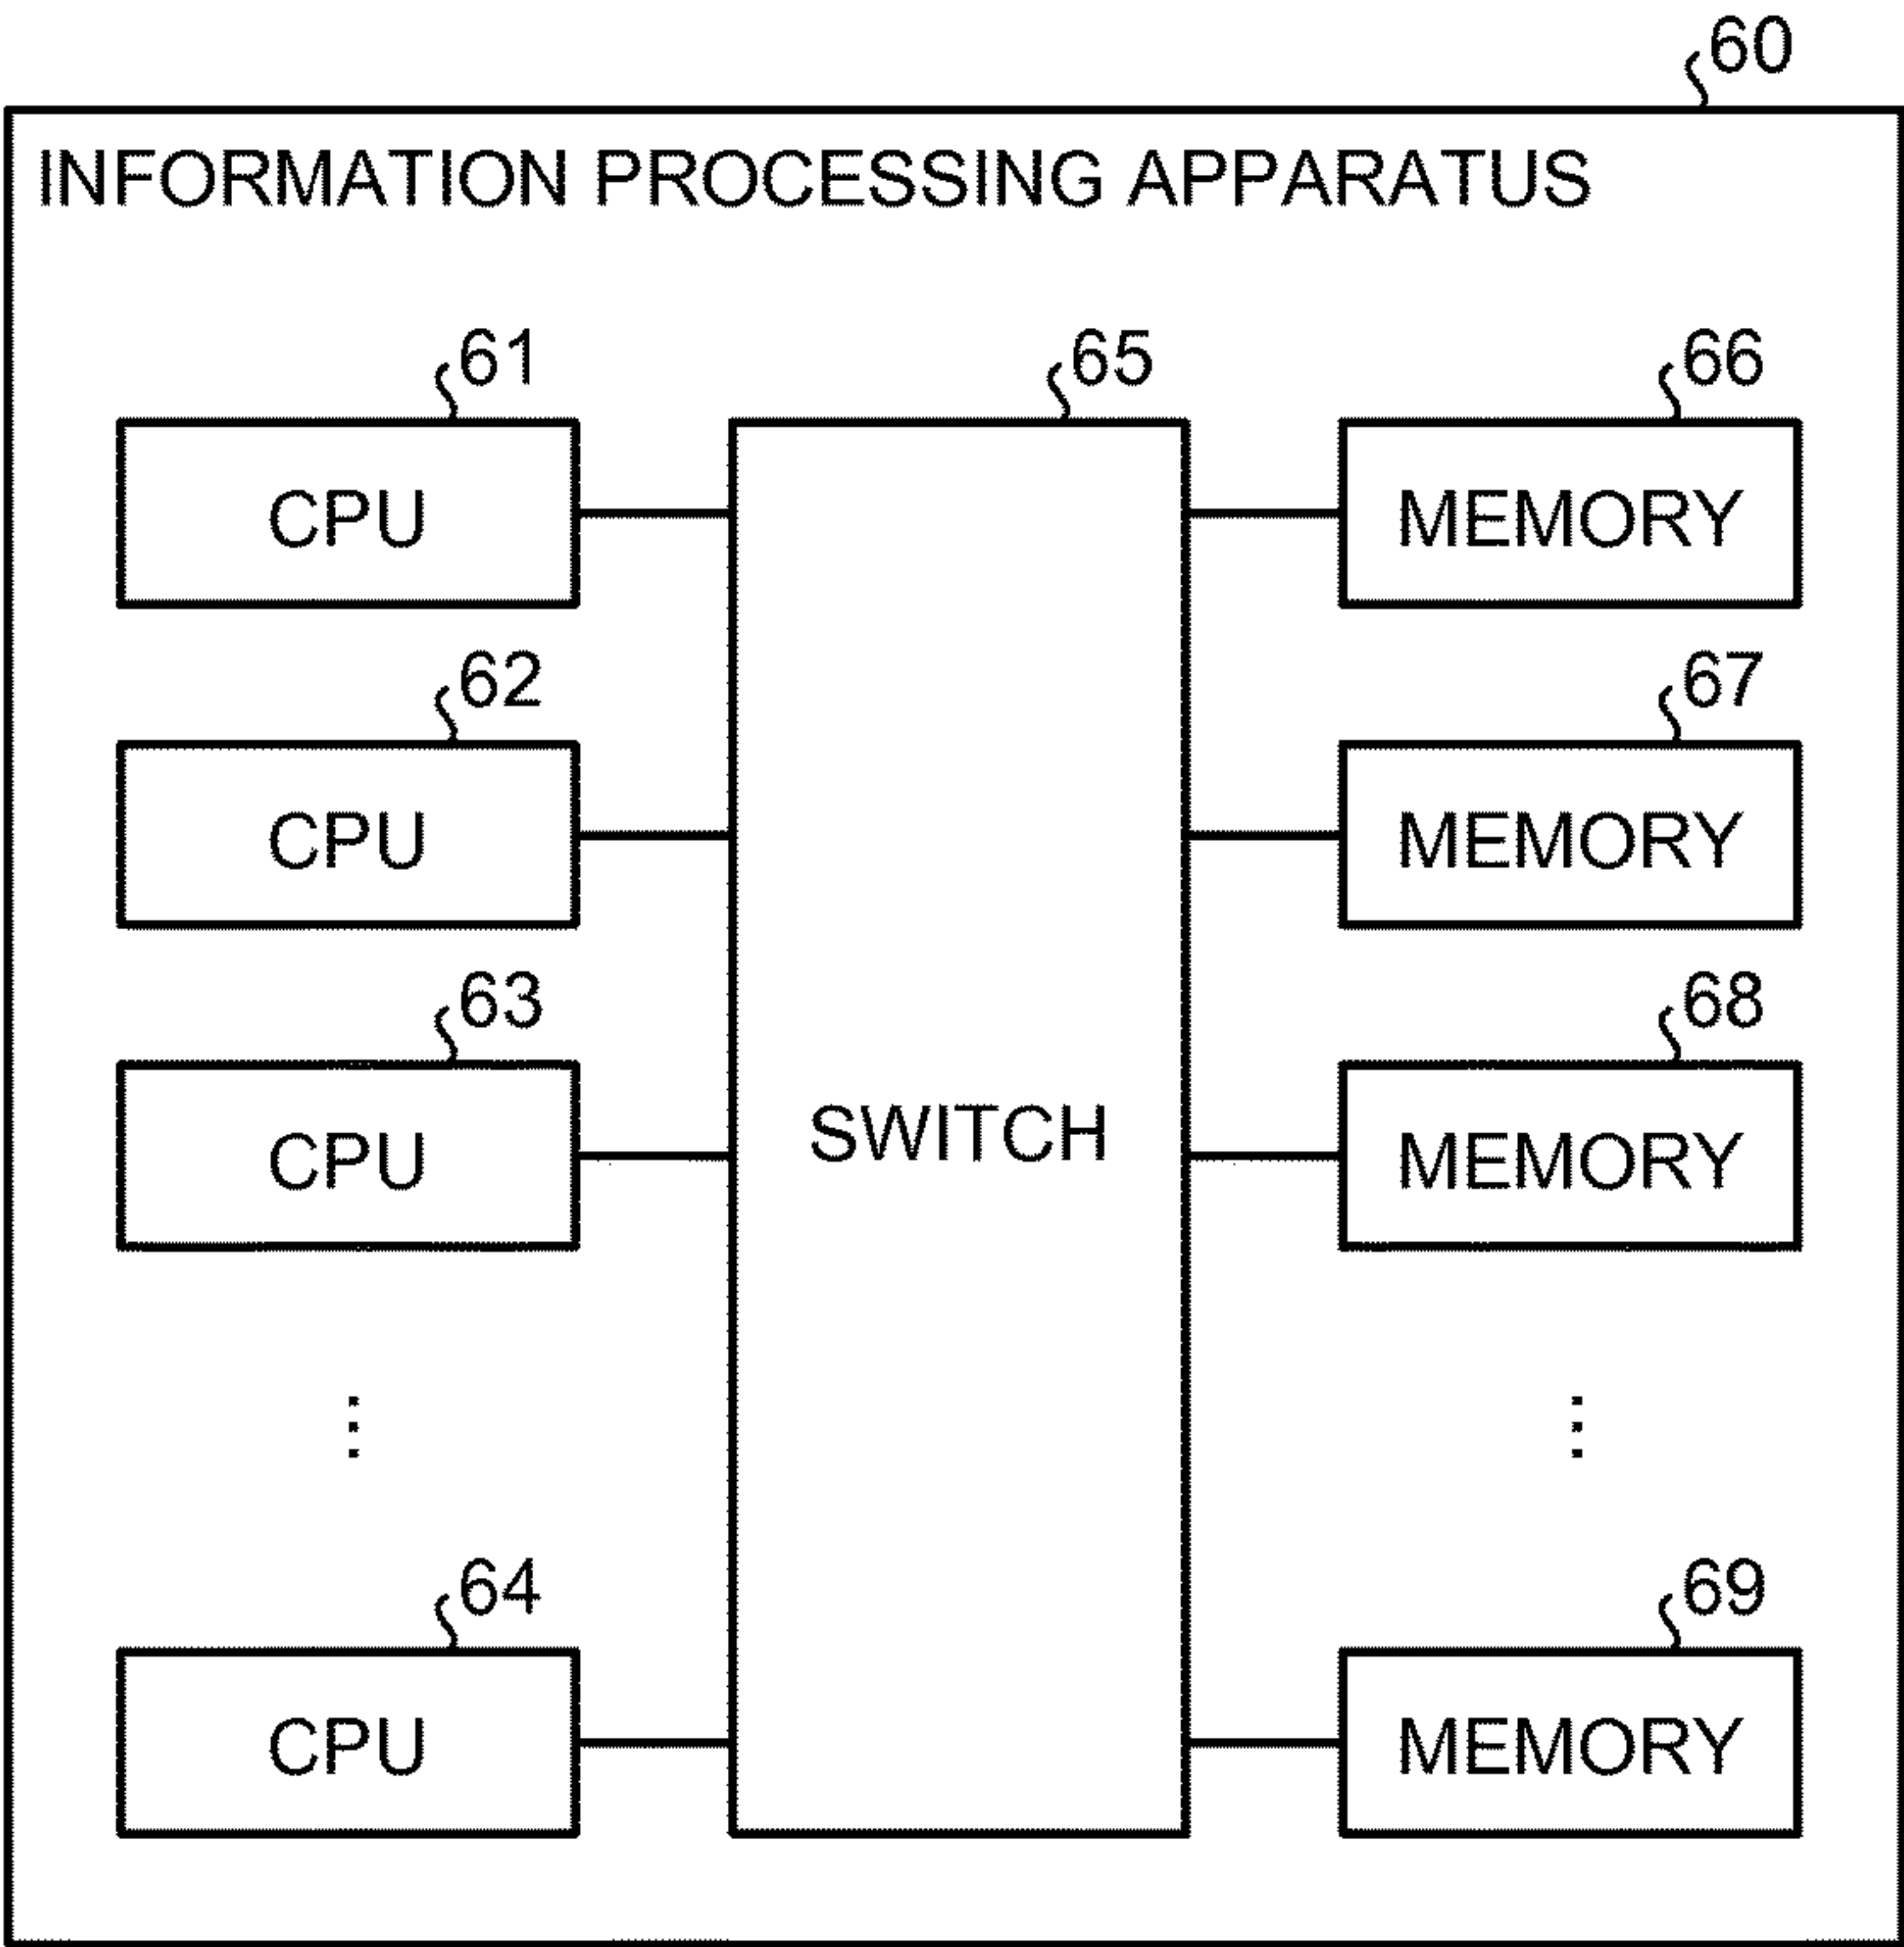 60
INFORMATION PROCESSING APPARATUS
61
65
66
CPU
MEMORY
62
67
CPU
MEMORY
63
68
CPU
SWITCH
MEMORY
⋮
⋮
64
69
CPU
MEMORY